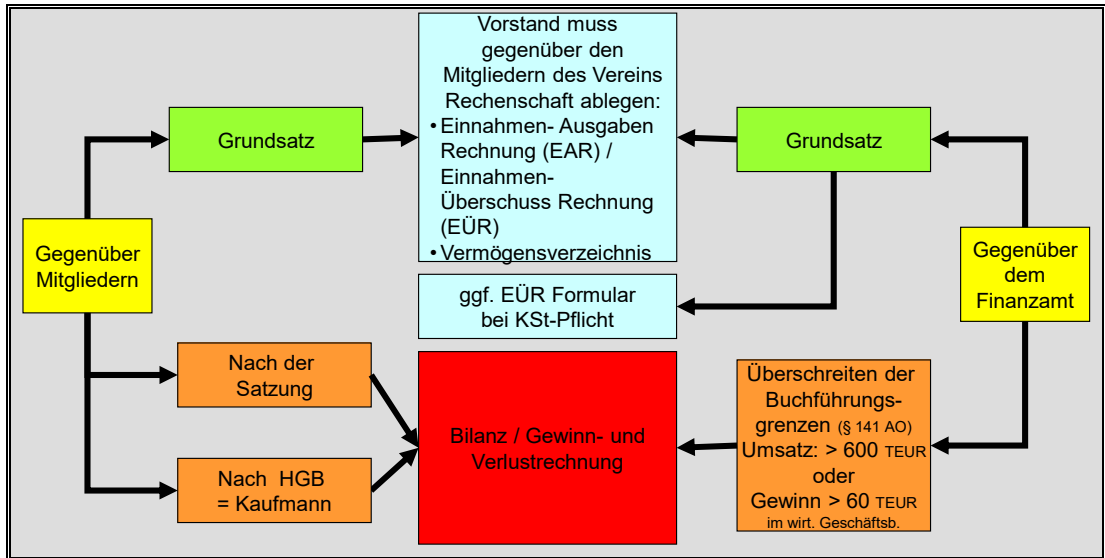 Vorstand muss
gegenüber den
Mitgliedern des Vereins
Rechenschaft ablegen:
• Einnahmen- Ausgaben
Rechnung (EAR) /
Einnahmen-
Überschuss Rechnung
(EÜR)
• Vermögensverzeichnis
Grundsatz
Grundsatz
Gegenüber
Mitgliedern
Gegenüber
dem
Finanzamt
ggf. EÜR Formular
bei KSt-Pflicht
Nach der
Satzung
Nach HGB
= Kaufmann
Bilanz / Gewinn- und
Verlustrechnung
Überschreiten der
Buchführungs-
grenzen (§ 141 AO)
Umsatz: > 600 TEUR
oder
Gewinn > 60 TEUR
im wirt. Geschäftsb.